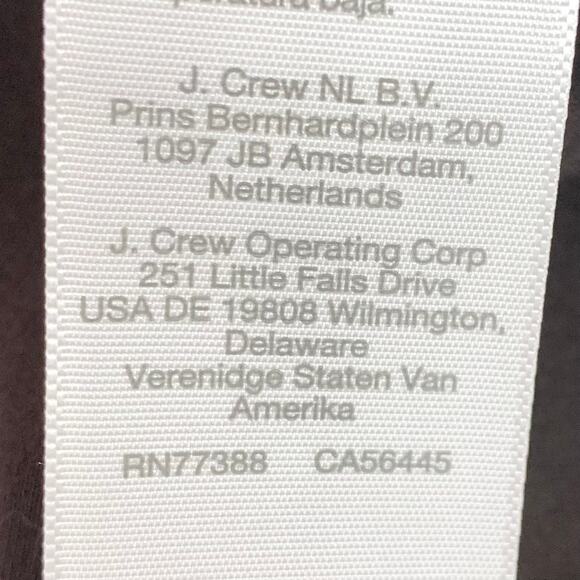 baja.
J. Crew NL B.V.
Prins Bernhardplein 200
1097 JB Amsterdam,
Netherlands
J. Crew Operating Corp
251 Little Falls Drive
USA DE 19808 Wilmington,
Delaware
Verenidge Staten Van
Amerika
RN77388 CA56445